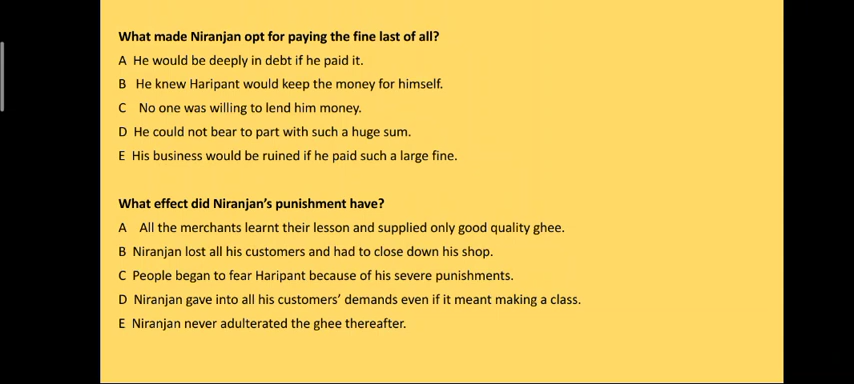 What made Niranjan opt for paying the fine last of all?
A He would be deeply in debt if he paid it.
B He knew Haripant would keep the money for himself.
C No one was willing to lend him money.
D He could not bear to part with such a huge sum.
E His business would be ruined if he paid such a large fine.
What effect did Niranjan's punishment have?
A All the merchants learnt their lesson and supplied only good quality ghee.
B Niranjan lost all his customers and had to close down his shop.
C People began to fear Haripant because of his severe punishments.
D Niranjan gave into all his customers' demands even if it meant making a class.
E Niranjan never adulterated the ghee thereafter.